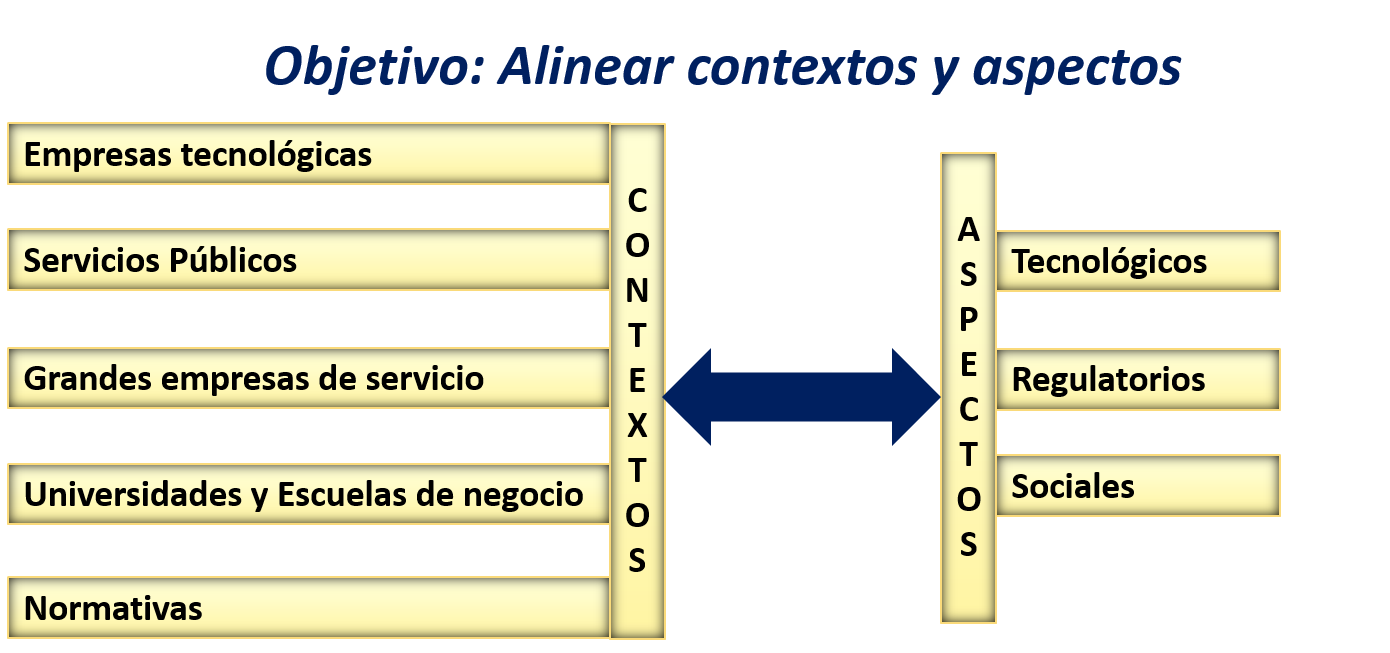 Objetivo: Alinear contextos y aspectos
Empresas tecnológicas
Servicios Públicos
Grandes empresas de servicio
Universidades y Escuelas de negocio
Normativas
CONTEXTOS
ASPECTOS
Tecnológicos
Regulatorios
Sociales